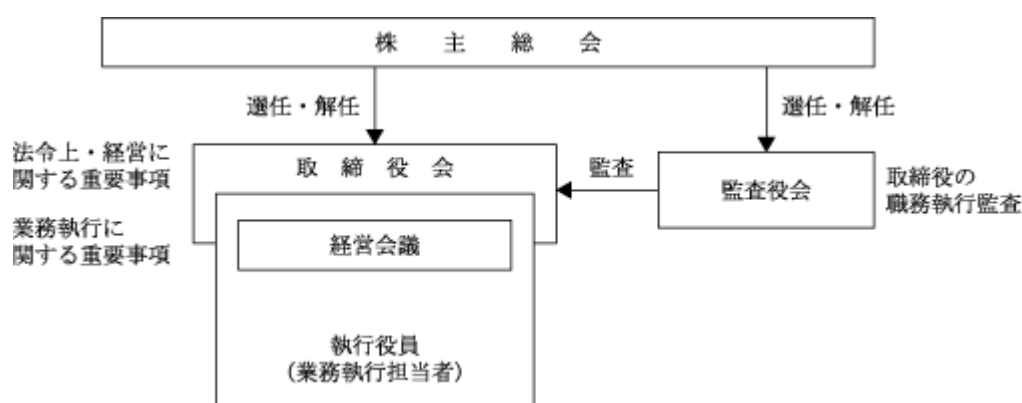 株主総会
選任・解任
選任・解任
法令上・経営に
関する重要事項
取締役会
監査
監査役会
取締役の
職務執行監査
業務執行に
関する重要事項
経営会議
執行役員
（業務執行担当者）